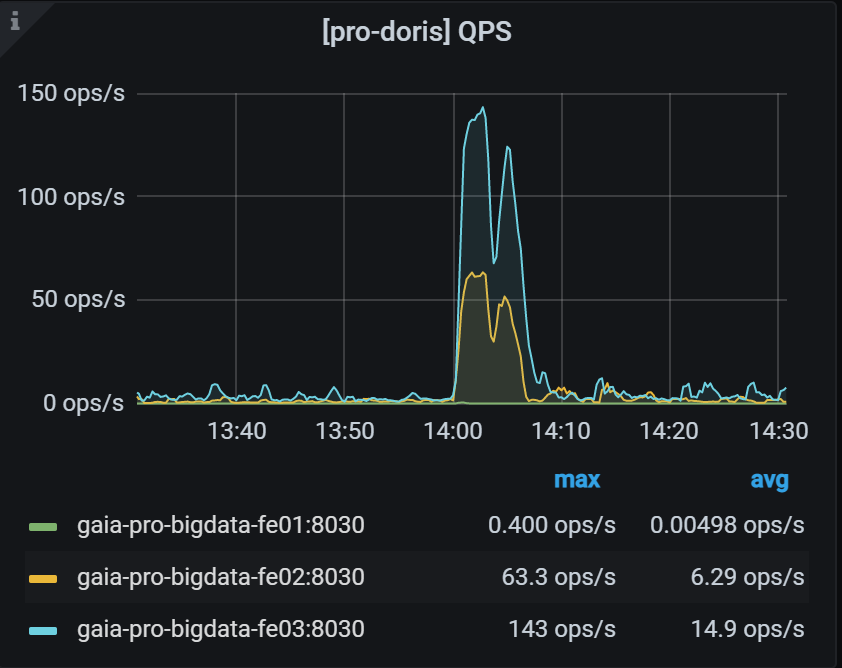 [pro-doris] QPS
150 ops/s
100 ops/s
50 ops/s
0 ops/s
13:40 13:50 14:00 14:10 14:20 14:30
max avg
gaia-pro-bigdata-fe01:8030 0.400 ops/s 0.00498 ops/s
gaia-pro-bigdata-fe02:8030 63.3 ops/s 6.29 ops/s
gaia-pro-bigdata-fe03:8030 143 ops/s 14.9 ops/s